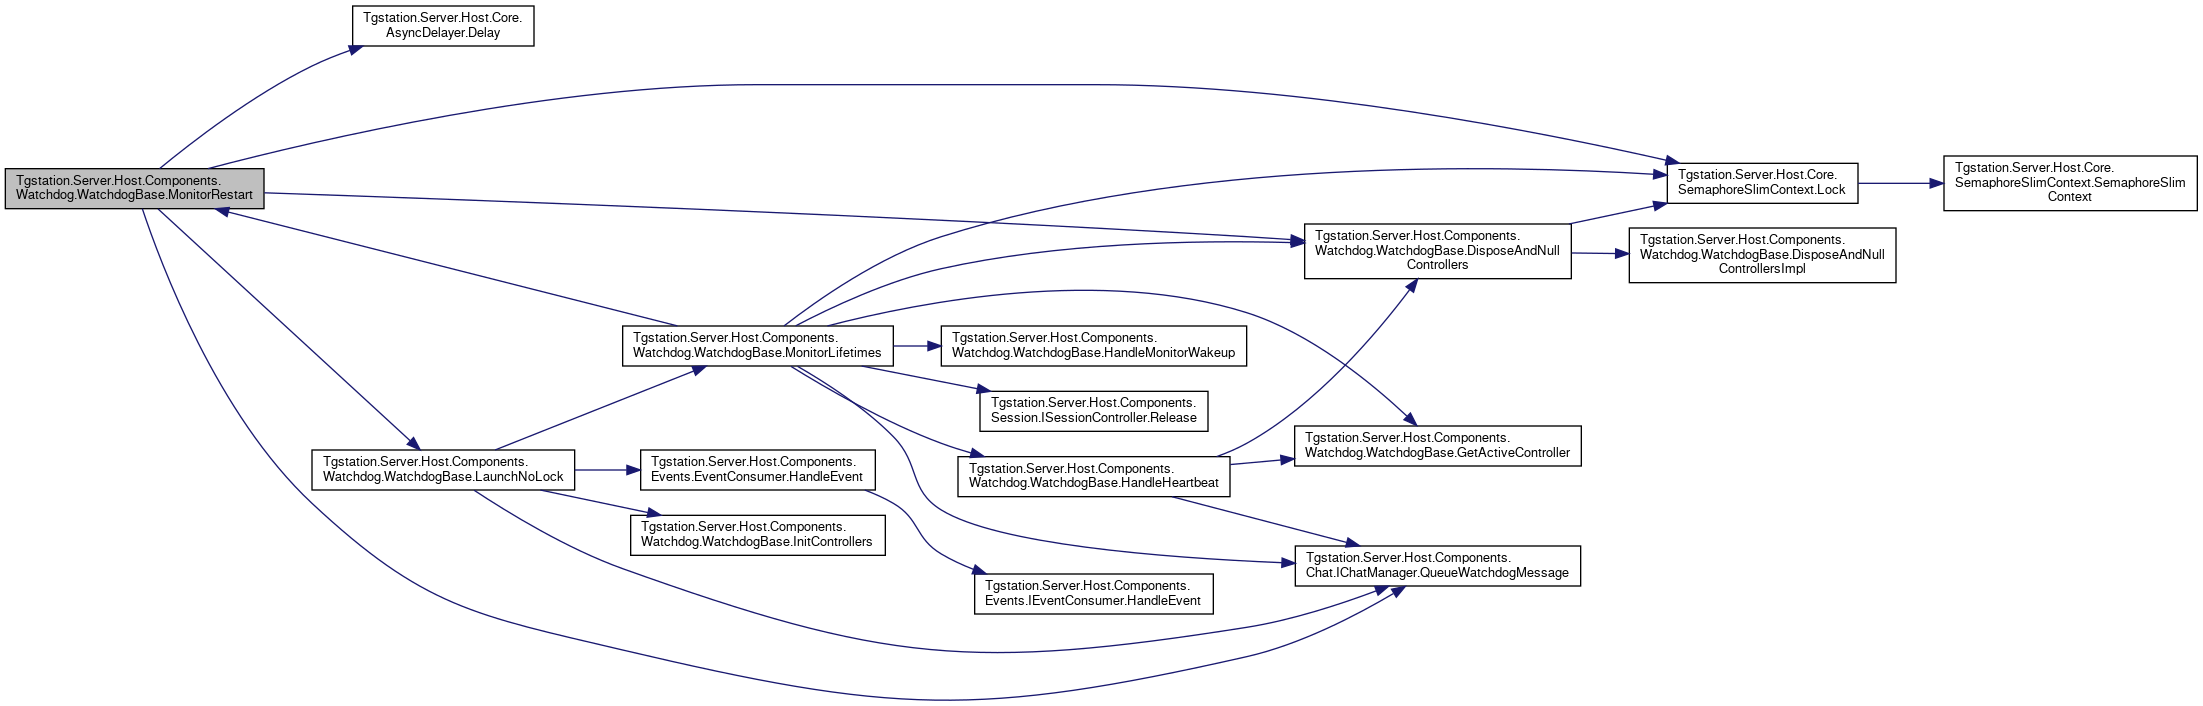 Tgstation.Server.Host.Core.
AsyncDelayer.Delay
Tgstation.Server.Host.Components.
Watchdog.WatchdogBase.MonitorRestart
Tgstation.Server.Host.Core.
SemaphoreSlimContext.Lock
Tgstation.Server.Host.Core.
SemaphoreSlimContext.SemaphoreSlim
Context
Tgstation.Server.Host.Components.
Watchdog.WatchdogBase.DisposeAndNull
Controllers
Tgstation.Server.Host.Components.
Watchdog.WatchdogBase.DisposeAndNull
ControllersImpl
Tgstation.Server.Host.Components.
Watchdog.WatchdogBase.MonitorLifetimes
Tgstation.Server.Host.Components.
Watchdog.WatchdogBase.HandleMonitorWakeup
Tgstation.Server.Host.Components.
Session.ISessionController.Release
Tgstation.Server.Host.Components.
Watchdog.WatchdogBase.GetActiveController
Tgstation.Server.Host.Components.
Watchdog.WatchdogBase.LaunchNoLock
Tgstation.Server.Host.Components.
Events.EventConsumer.HandleEvent
Tgstation.Server.Host.Components.
Watchdog.WatchdogBase.HandleHeartbeat
Tgstation.Server.Host.Components.
Watchdog.WatchdogBase.InitControllers
Tgstation.Server.Host.Components.
Chat.IChatManager.QueueWatchdogMessage
Tgstation.Server.Host.Components.
Events.IEventConsumer.HandleEvent